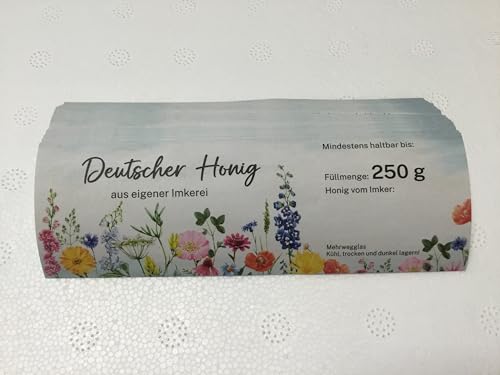 Deutscher Honig
aus eigener Imkerei
Mindestens haltbar bis:
Füllmenge: 250 g
Honig vom Imker:
Mehrwegglas
Kühl, trocken und dunkel lagern!